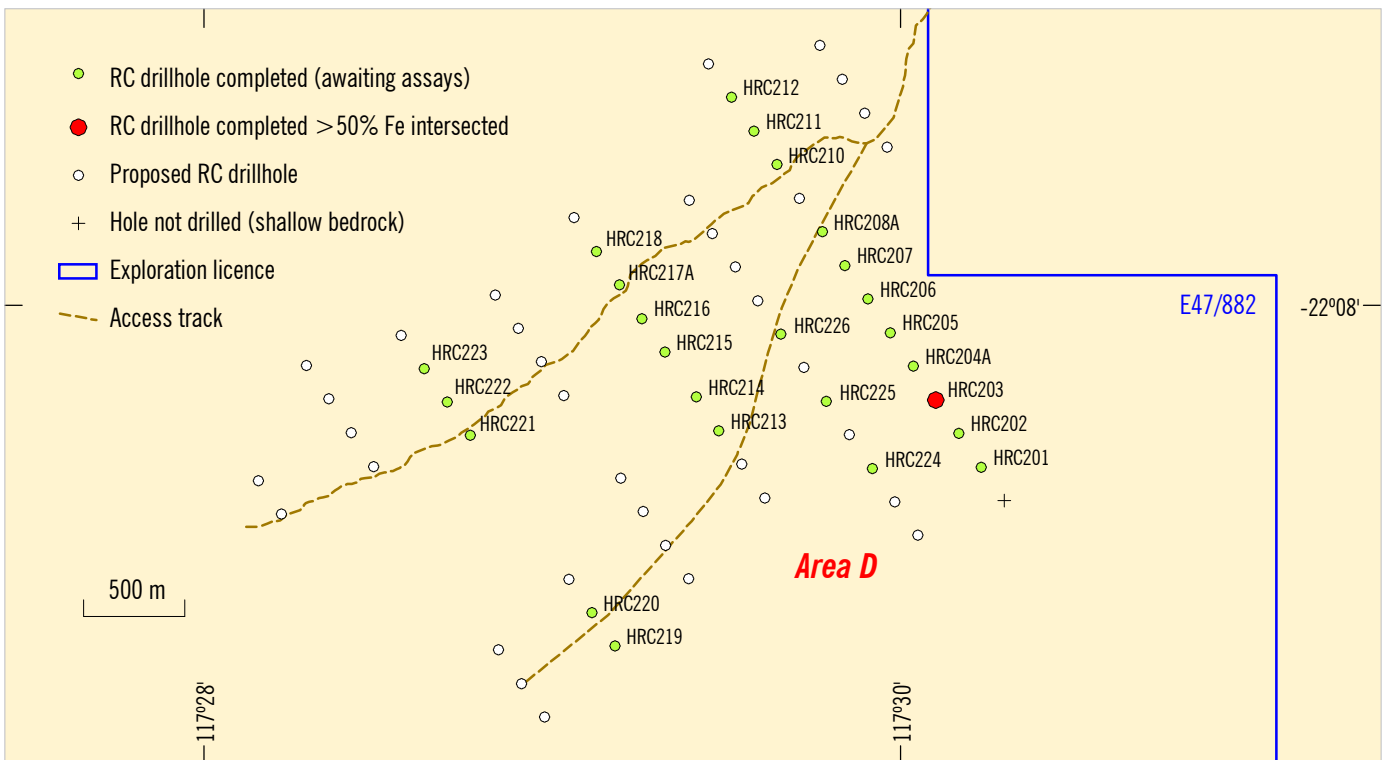 RC drillhole completed (awaiting assays)
RC drillhole completed >50% Fe intersected
Proposed RC drillhole
Hole not drilled (shallow bedrock)
Exploration licence
Access track
500 m
HRC212
HRC211
HRC210
HRC218
HRC217A
HRC216
HRC215
HRC214
HRC213
HRC223
HRC222
HRC221
HRC220
HRC219
HRC208A
HRC207
HRC206
HRC205
HRC204A
HRC203
HRC202
HRC201
HRC226
HRC225
HRC224
Area D
E47/882
-22º08'
117º28'
117º30'